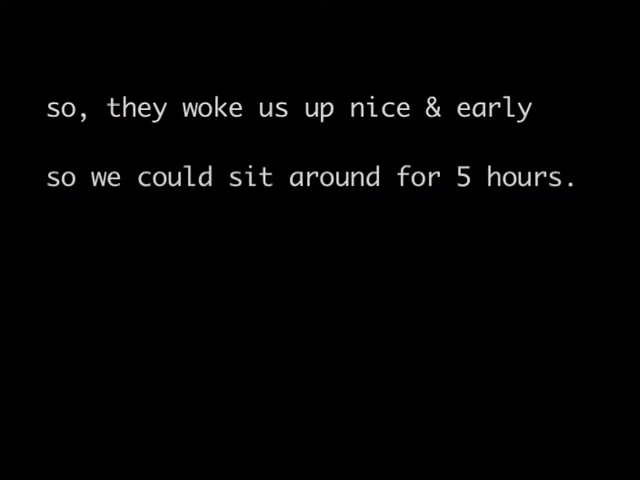 so, they woke us up nice & early
so we could sit around for 5 hours.